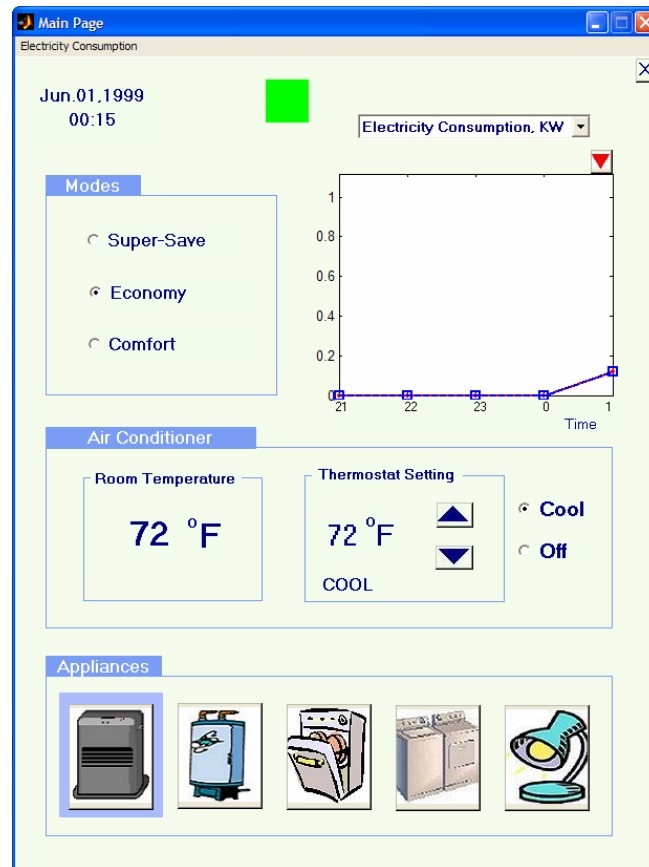 Main Page
Electricity Consumption
Jun.01,1999
00:15
Electricity Consumption, KW
Modes
Super-Save
Economy
Comfort
1
0.8
0.6
0.4
0.2
0
21 22 23 0 1
Time
Air Conditioner
Room Temperature
72 °F
Thermostat Setting
72 °F
COOL
Cool
Off
Appliances